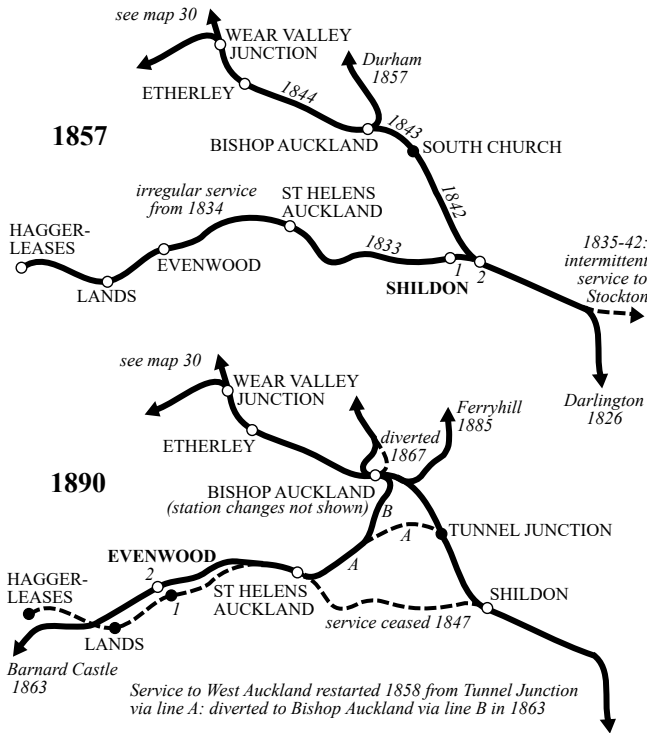 see map 30
WEAR VALLEY
JUNCTION
Durham
1857
ETHERLEY
1844
1857
BISHOP AUCKLAND
1843
SOUTH CHURCH
irregular service
from 1834
ST HELENS
AUCKLAND
1842
HAGGER-
LEASES
EVENWOOD
1833
1835-42:
intermittent
service to
Stockton
LANDS
SHILDON
1
2
Darlington
1826
see map 30
WEAR VALLEY
JUNCTION
Ferryhill
1885
ETHERLEY
diverted
1867
1890
BISHOP AUCKLAND
(station changes not shown)
B
A
TUNNEL JUNCTION
EVENWOOD
2
A
HAGGER-
LEASES
1
ST HELENS
AUCKLAND
SHILDON
LANDS
service ceased 1847
Barnard Castle
1863
Service to West Auckland restarted 1858 from Tunnel Junction
via line A: diverted to Bishop Auckland via line B in 1863